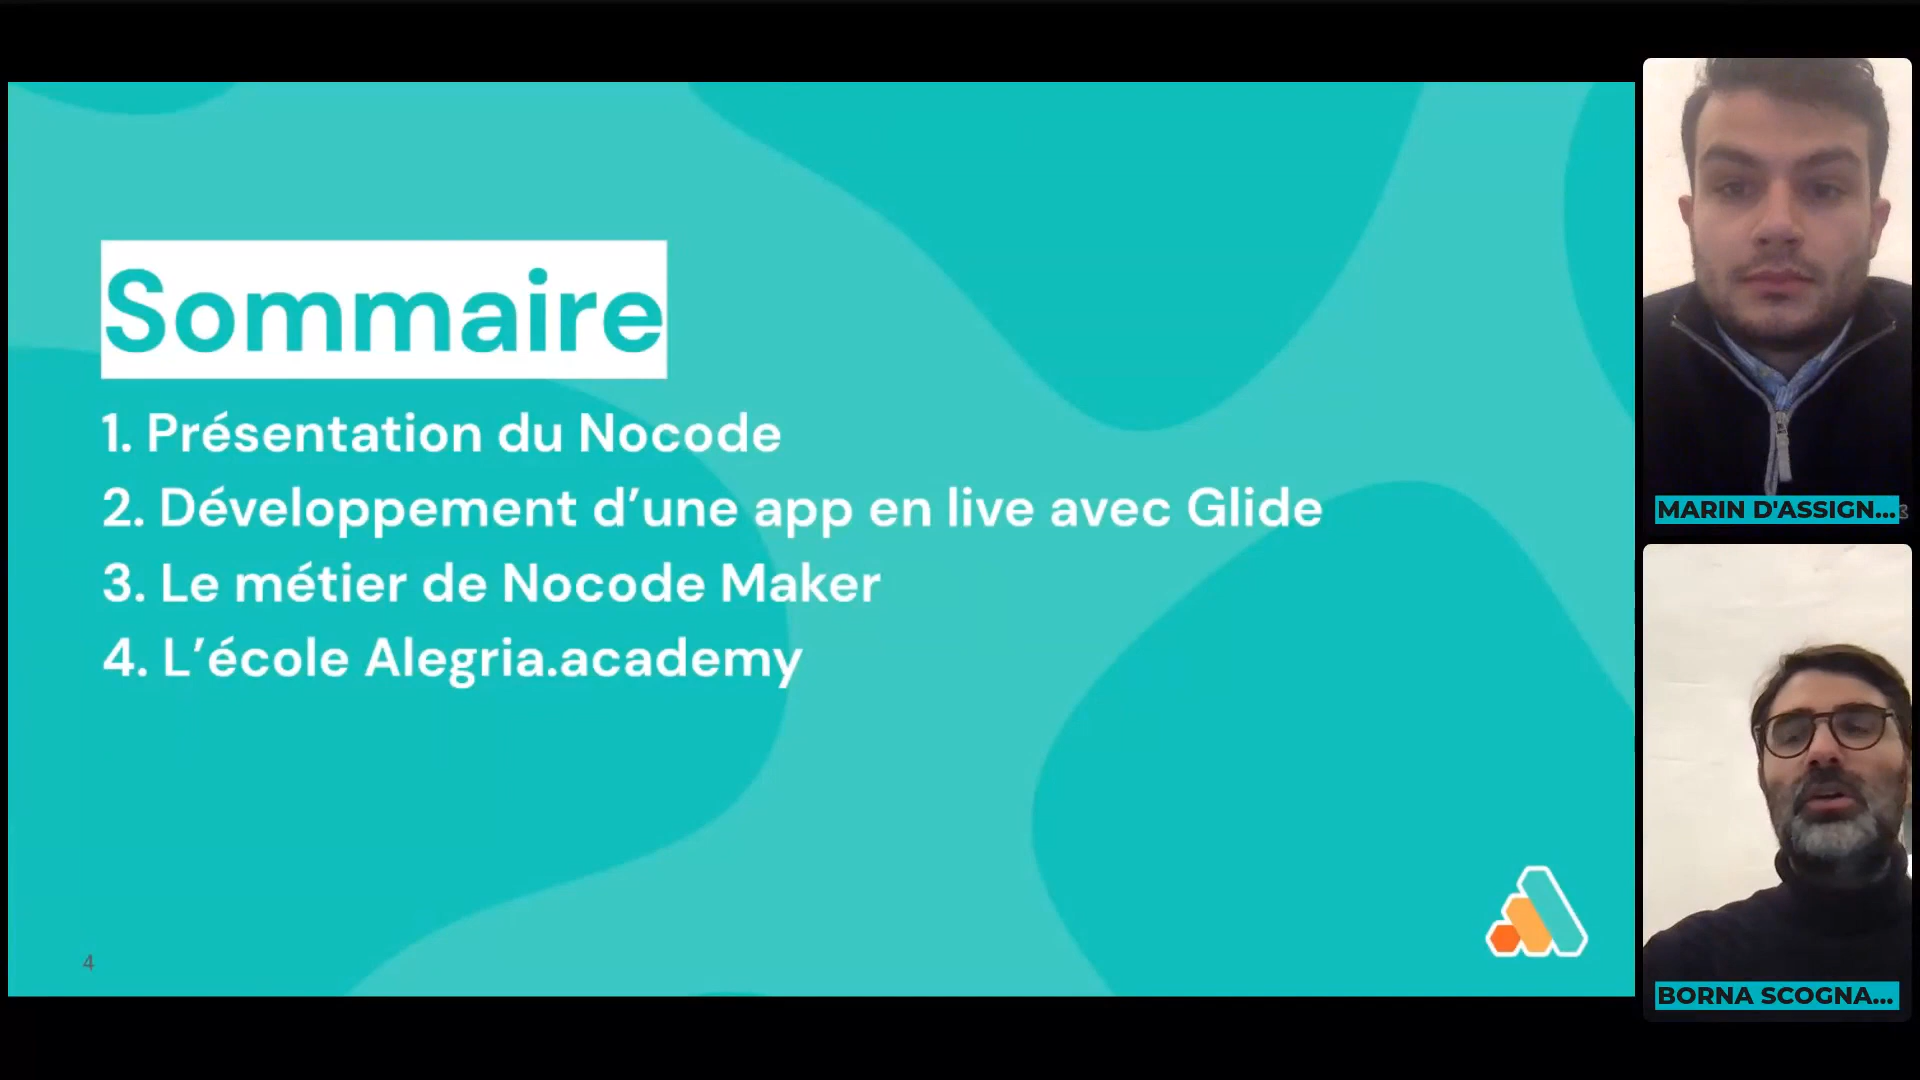 Sommaire
1. Présentation du Nocode
2. Développement d’une app en live avec Glide
3. Le métier de Nocode Maker
4. L’école Alegria.academy
4
MARIN D'ASSIGN...
BORNA SCOGNA...